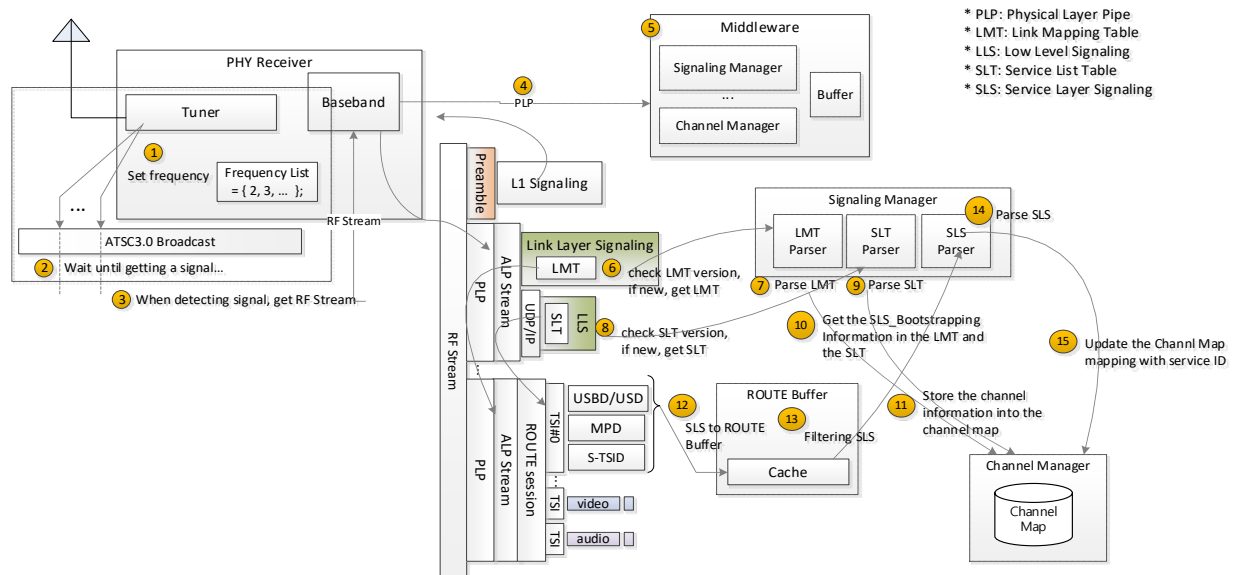 * PLP: Physical Layer Pipe
* LMT: Link Mapping Table
* LLS: Low Level Signaling
* SLT: Service List Table
* SLS: Service Layer Signaling
PHY Receiver
Tuner
Baseband
1
Set frequency
Frequency List
= { 2, 3, ... };
...
RF Stream
ATSC3.0 Broadcast
2
Wait until getting a signal...
3
When detecting signal, get RF Stream
4
PLP
5
Middleware
Signaling Manager
...
Channel Manager
Buffer
RF Stream
Preamble
L1 Signaling
PLP
ALP Stream
Link Layer Signaling
LMT
6
check LMT version,
if new, get LMT
UDP/IP
SLT
LLS
8
check SLT version,
if new, get SLT
...
PLP
ALP Stream
ROUTE session
TSI#0
USBD/USD
MPD
S-TSID
...
TSI
video
TSI
audio
12
SLS to ROUTE
Buffer
ROUTE Buffer
13
Filtering SLS
Cache
Signaling Manager
LMT
Parser
SLT
Parser
SLS
Parser
14
Parse SLS
7
Parse LMT
9
Parse SLT
10
Get the SLS_Bootstrapping
Information in the LMT and
the SLT
11
Store the channel
information into the
channel map
15
Update the Channl Map
mapping with service ID
Channel Manager
Channel
Map